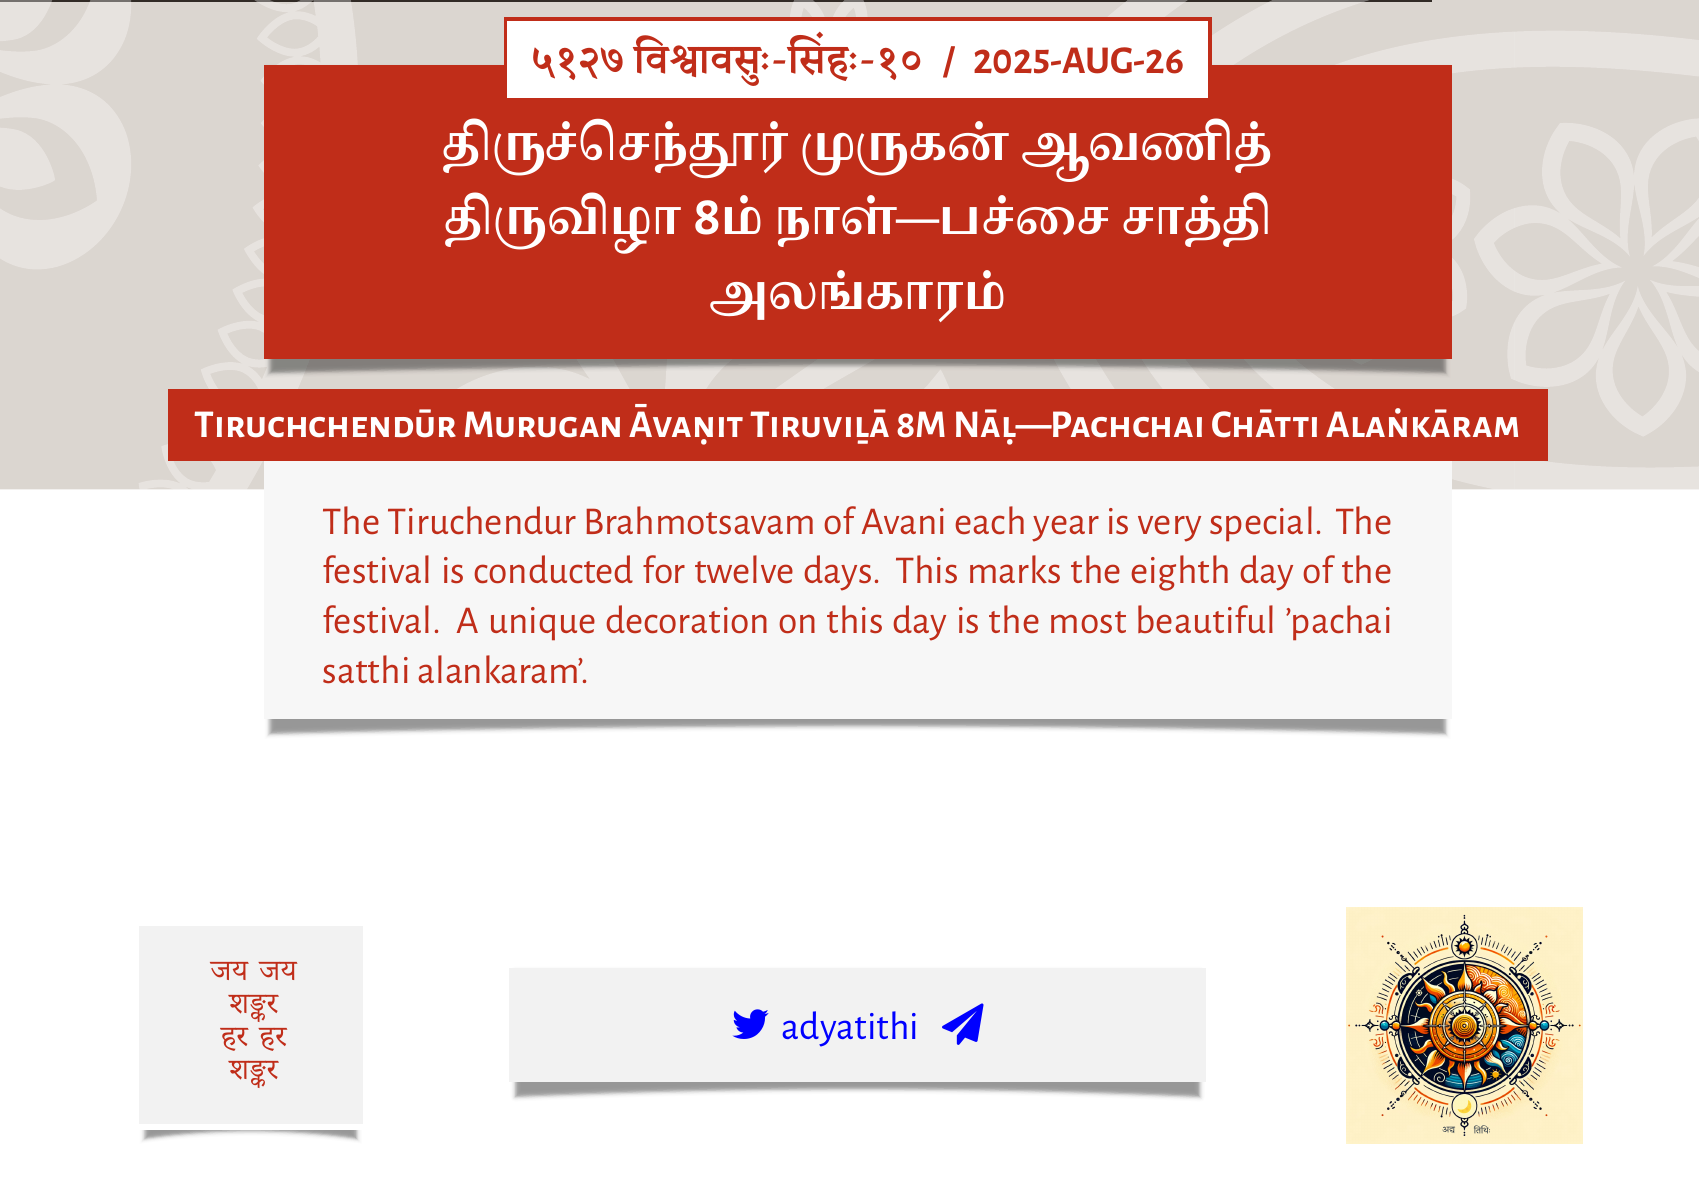 ५१२७ विश्वावसुः-सिंहः-१० / 2025-AUG-26
திருச்செந்தூர் முருகன் ஆவணித்
திருவிழா 8ம் நாள்—பச்சை சாத்தி
அலங்காரம்
Tiruchchendūr Murugan Āvaṇit Tiruviḻā 8m Nāḷ—Pachchai Chātti Alaṅkāram
The Tiruchendur Brahmotsavam of Avani each year is very special. The
festival is conducted for twelve days. This marks the eighth day of the
festival. A unique decoration on this day is the most beautiful ’pachai
satthi alankaram’.
जय जय
शङ्कर
हर हर
शङ्कर
adyatithi
अद्य तिथिः